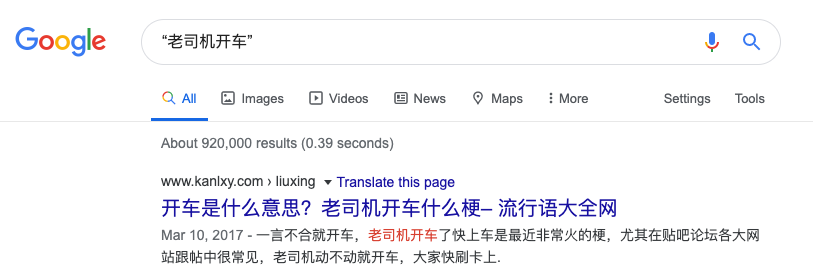 Google
“老司机开车”
All Images Videos News Maps More Settings Tools
About 920,000 results (0.39 seconds)
www.kanlxy.com › liuxing ▼ Translate this page
开车是什么意思？老司机开车什么梗– 流行语大全网
Mar 10, 2017 - 一言不合就开车，老司机开车了快上车是最近非常火的梗，尤其在贴吧论坛各大网
站跟帖中很常见，老司机动不动就开车，大家快刷卡上.